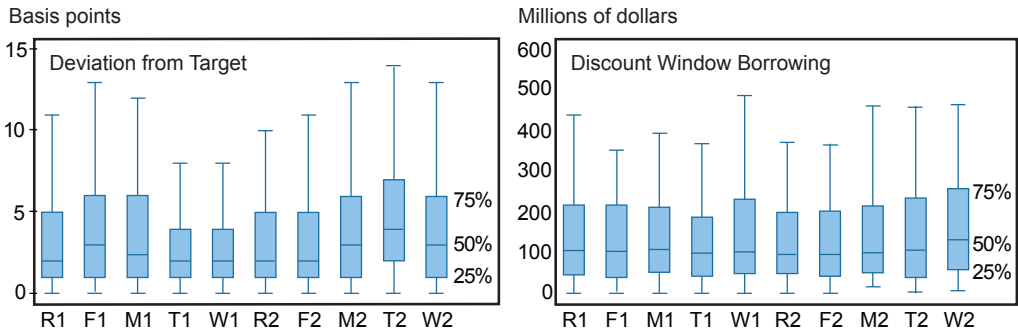 Basis points
Deviation from Target
15
10
5
0
75%
50%
25%
R1 F1 M1 T1 W1 R2 F2 M2 T2 W2
Millions of dollars
Discount Window Borrowing
600
500
400
300
200
100
0
75%
50%
25%
R1 F1 M1 T1 W1 R2 F2 M2 T2 W2